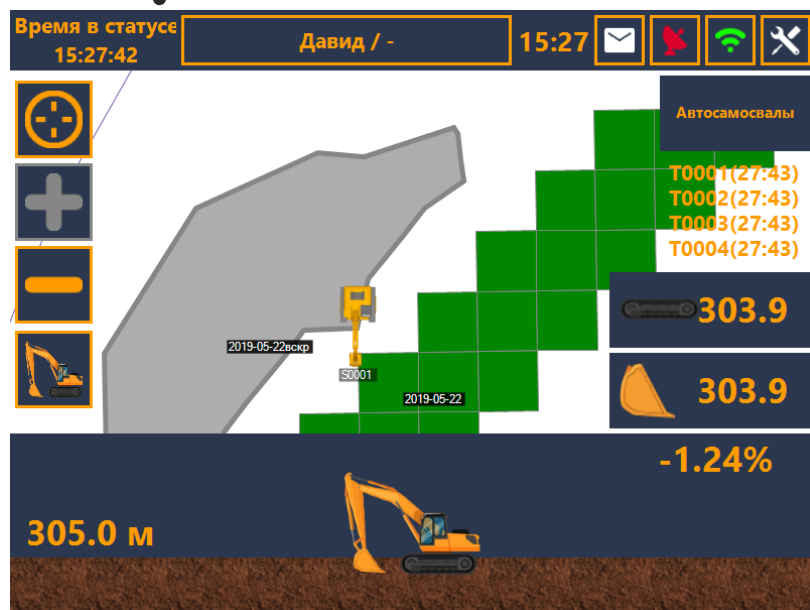 Время в статусе
15:27:42
Давид / -
15:27
Автосамосвалы
T0001(27:43)
T0002(27:43)
T0003(27:43)
T0004(27:43)
303.9
2019-05-22вскр
S0001
2019-05-22
303.9
-1.24%
305.0 м